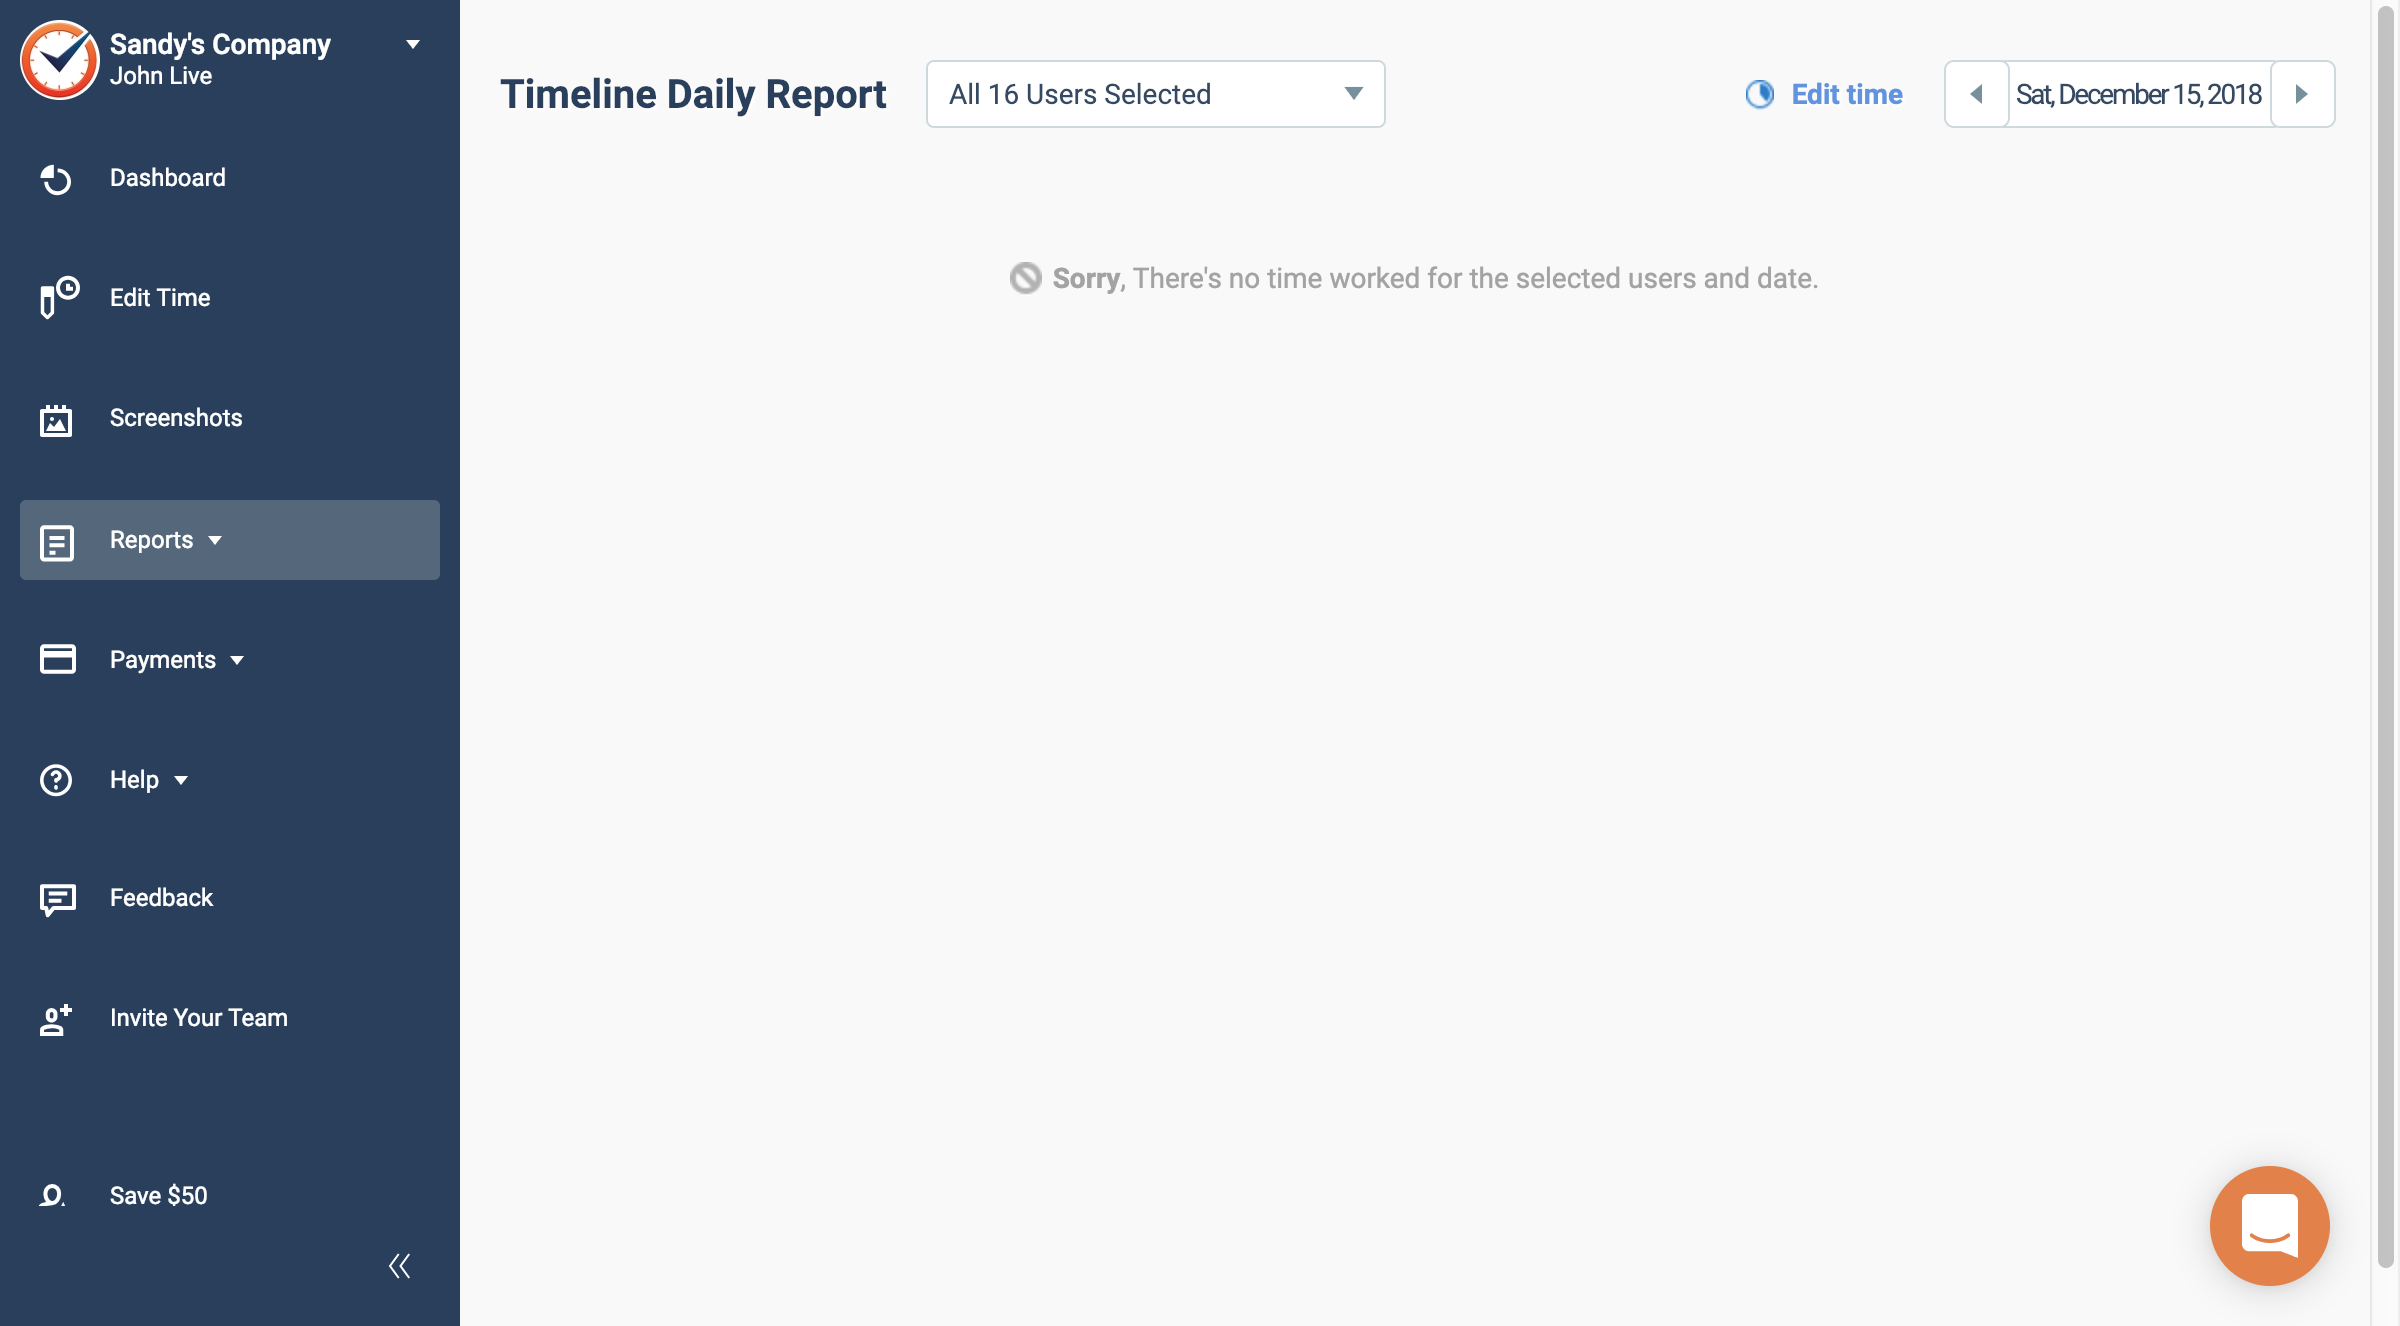 Sandy's Company
John Live
Dashboard
Edit Time
Screenshots
Reports
Payments
Help
Feedback
Invite Your Team
Save $50
Timeline Daily Report
All 16 Users Selected
Edit time
Sat, December 15, 2018
Sorry, There's no time worked for the selected users and date.